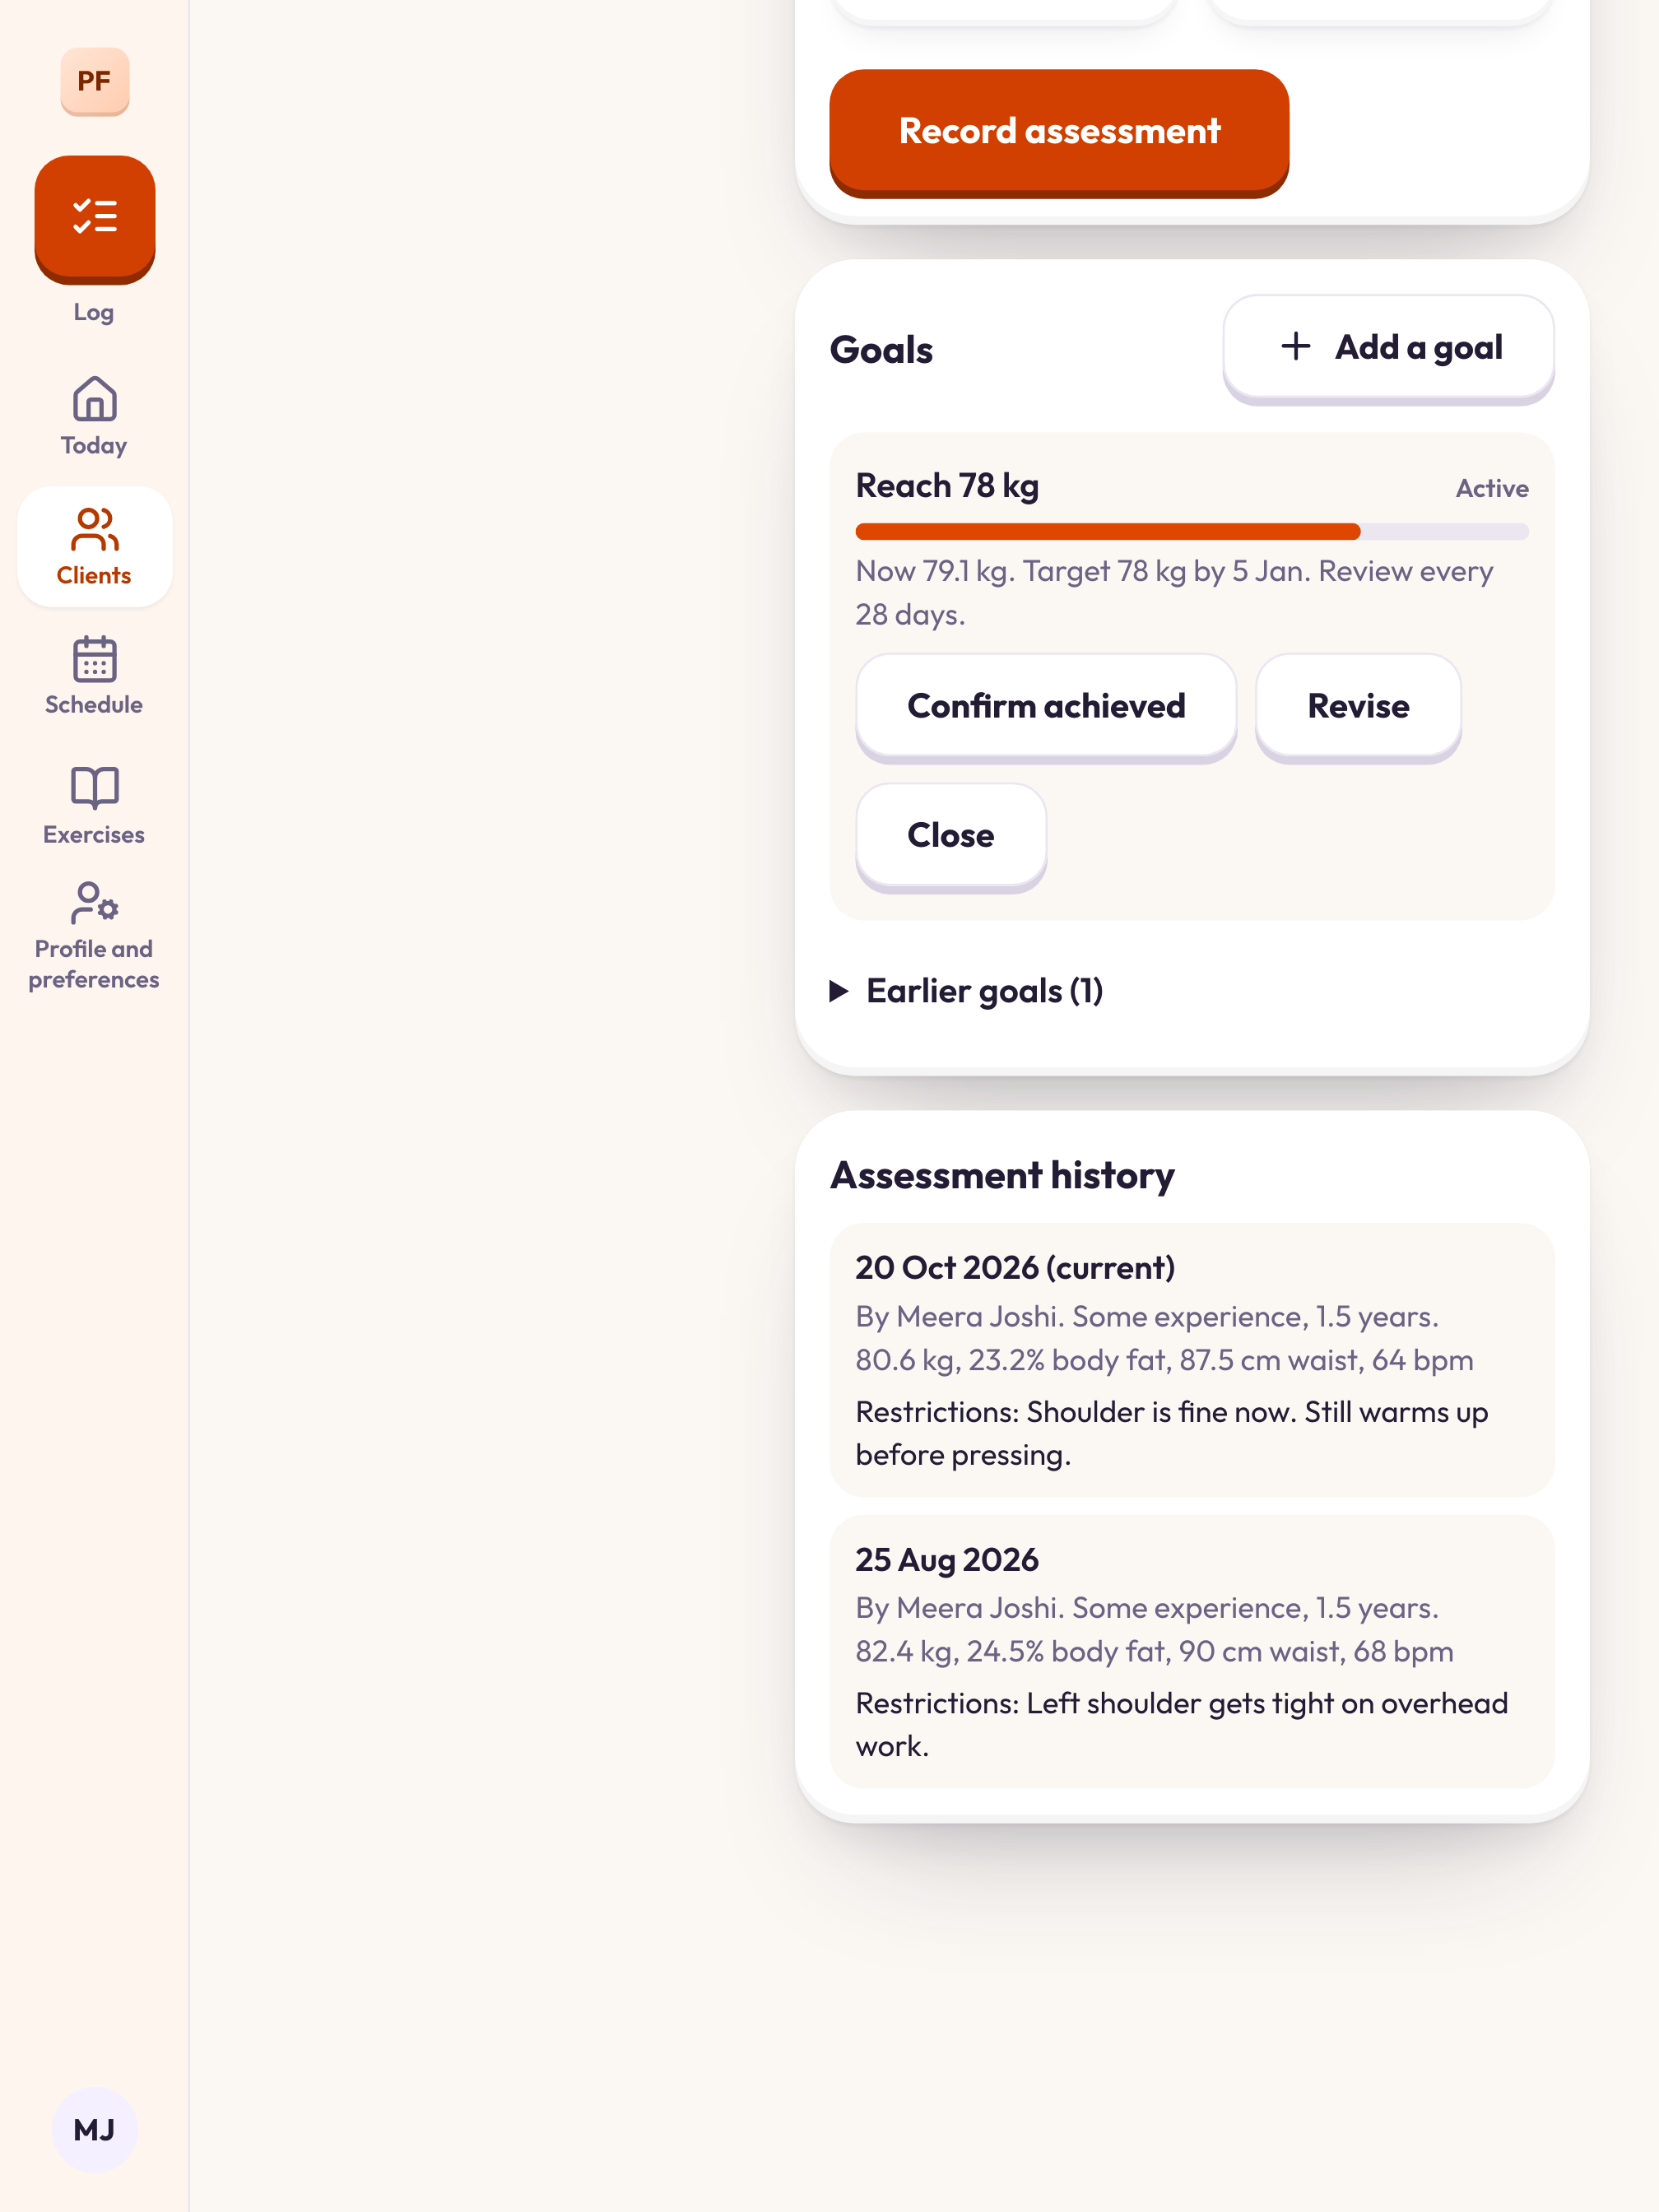 PF
Log
Today
Clients
Schedule
Exercises
Profile and
preferences
MJ
Record assessment
Goals
Add a goal
Reach 78 kg
Active
Now 79.1 kg. Target 78 kg by 5 Jan. Review every
28 days.
Confirm achieved
Revise
Close
Earlier goals (1)
Assessment history
20 Oct 2026 (current)
By Meera Joshi. Some experience, 1.5 years.
80.6 kg, 23.2% body fat, 87.5 cm waist, 64 bpm
Restrictions: Shoulder is fine now. Still warms up
before pressing.
25 Aug 2026
By Meera Joshi. Some experience, 1.5 years.
82.4 kg, 24.5% body fat, 90 cm waist, 68 bpm
Restrictions: Left shoulder gets tight on overhead
work.